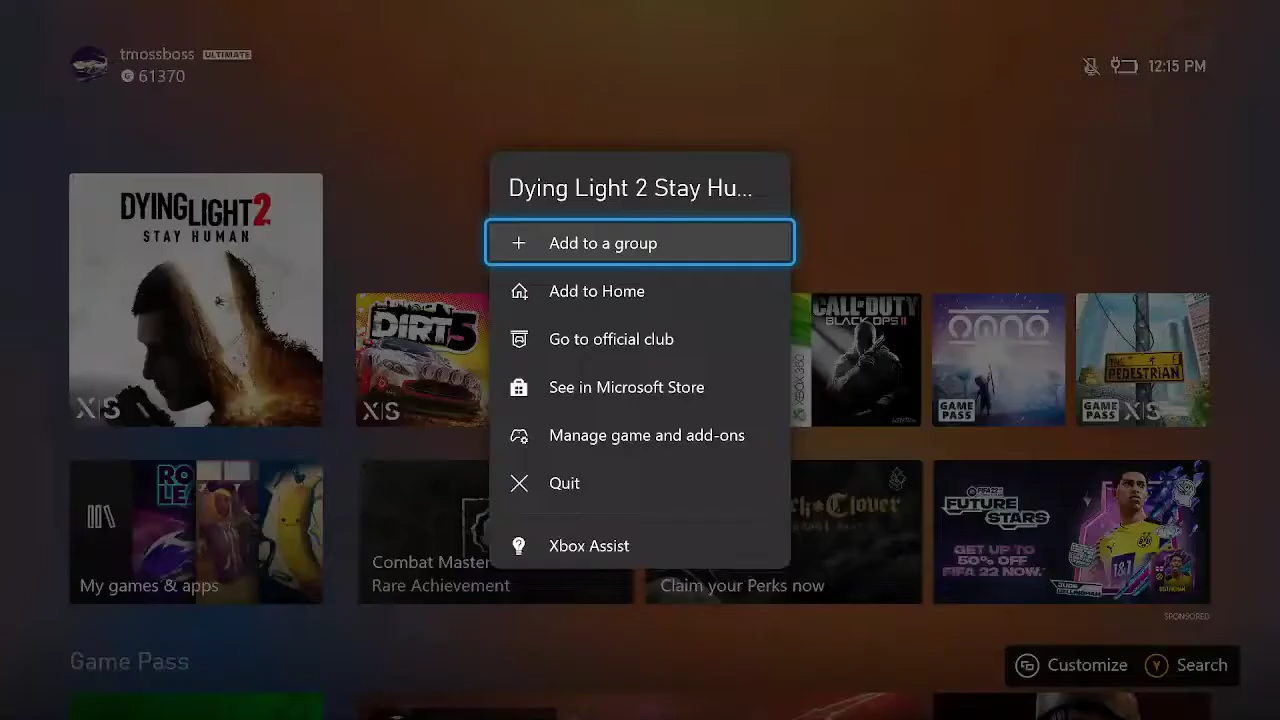 tmossboss ULTIMATE
G 61370
12:15 PM
DYING LIGHT 2
STAY HUMAN
X|S
DIRT 5
X|S
Dying Light 2 Stay Hu...
Add to a group
Add to Home
Go to official club
See in Microsoft Store
Manage game and add-ons
Quit
Xbox Assist
XBOX 360
CALL OF DUTY
BLACK OPS II
omno
GAME PASS
THE PEDESTRIAN
GAME PASS X|S
My games & apps
Combat Master
Rare Achievement
Claim your Perks now
FUTURE STARS
GET UP TO
50% OFF
FIFA 22 NOW.
JUDE BELLINGHAM
SPONSORED
Game Pass
Customize
Y Search